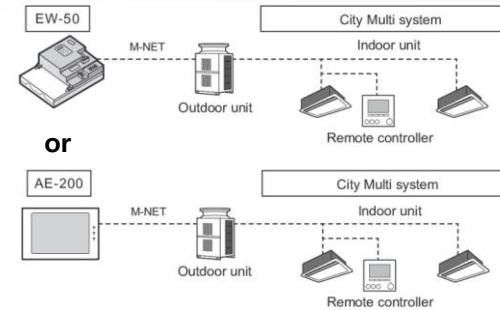 EW-50
City Multi system
M-NET
Indoor unit
Outdoor unit
Remote controller
or
AE-200
City Multi system
M-NET
Indoor unit
Outdoor unit
Remote controller